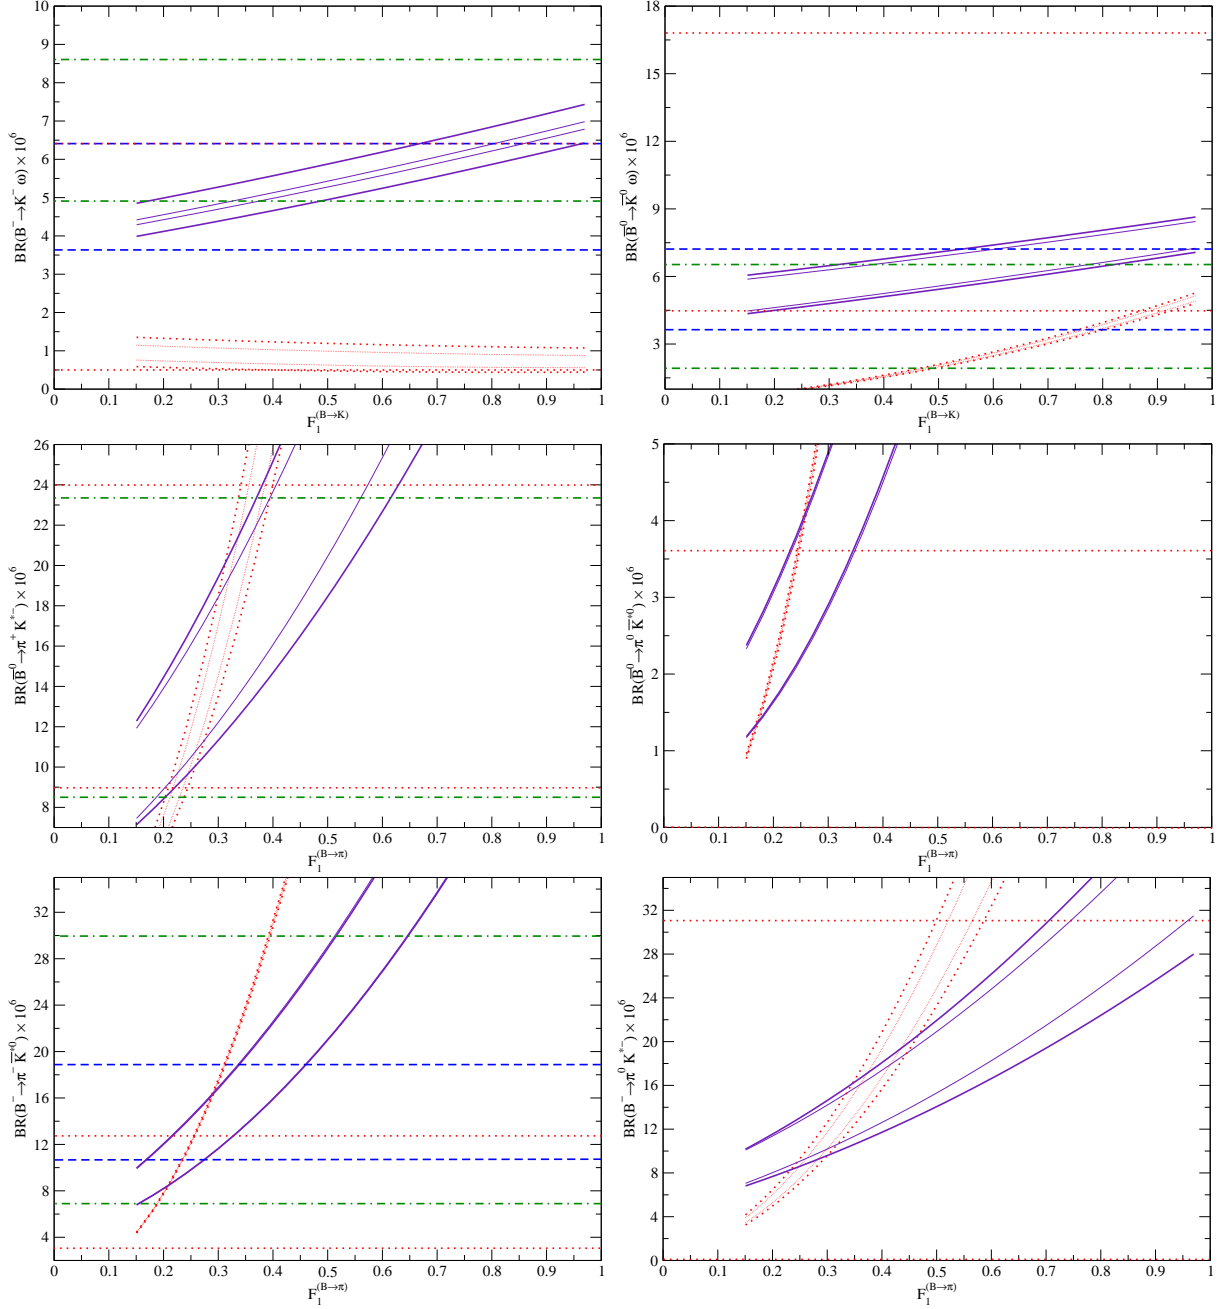 10
9
8
7
6
5
4
3
2
1
0
BR(B⁻→K⁻ ω)×10⁶
0 0.1 0.2 0.3 0.4 0.5 0.6 0.7 0.8 0.9 1
F₁^(B→K)
18
15
12
9
6
3
BR(B̅⁰→K̅⁰ ω)×10⁶
0 0.1 0.2 0.3 0.4 0.5 0.6 0.7 0.8 0.9 1
F₁^(B→K)
26
24
22
20
18
16
14
12
10
8
BR(B̅⁰→π⁺ K*⁻)×10⁶
0 0.1 0.2 0.3 0.4 0.5 0.6 0.7 0.8 0.9 1
F₁^(B→π)
5
4
3
2
1
0
BR(B̅⁰→π⁰ K̅*⁰)×10⁶
0 0.1 0.2 0.3 0.4 0.5 0.6 0.7 0.8 0.9 1
F₁^(B→π)
32
28
24
20
16
12
8
4
BR(B⁻→π⁻ K̅*⁰)×10⁶
0 0.1 0.2 0.3 0.4 0.5 0.6 0.7 0.8 0.9 1
F₁^(B→π)
32
28
24
20
16
12
8
4
0
BR(B⁻→π⁰ K*⁻)×10⁶
0 0.1 0.2 0.3 0.4 0.5 0.6 0.7 0.8 0.9 1
F₁^(B→π)